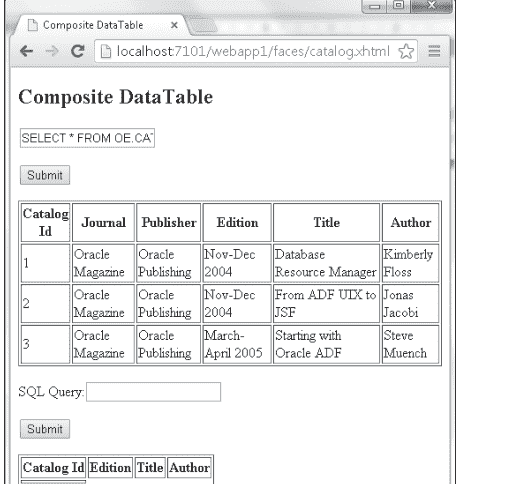 Composite DataTable
localhost:7101/webapp1/faces/catalog.xhtml
Composite DataTable
SELECT * FROM OE.CAT
Submit
Catalog Id Journal Publisher Edition Title Author
1 Oracle Magazine Oracle Publishing Nov-Dec 2004 Database Resource Manager Kimberly Floss
2 Oracle Magazine Oracle Publishing Nov-Dec 2004 From ADF UIX to JSF Jonas Jacobi
3 Oracle Magazine Oracle Publishing March-April 2005 Starting with Oracle ADF Steve Muench
SQL Query:
Submit
Catalog Id Edition Title Author